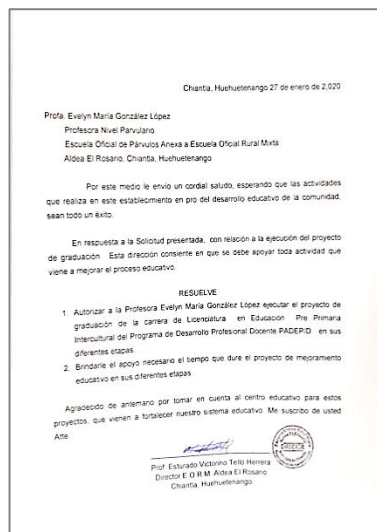 Chiantla, Huehuetenango 27 de enero de 2,020
Profa. Evelyn María González López
Profesora Nivel Parvulario
Escuela Oficial de Párvulos Anexa a Escuela Oficial Rural Mixta
Aldea El Rosario, Chiantla, Huehuetenango
Por este medio le envío un cordial saludo, esperando que las actividades
que realiza en este establecimiento en pro del desarrollo educativo de la comunidad,
sean todo un éxito.
En respuesta a la Solicitud presentada, con relación a la ejecución del proyecto
de graduación Esta dirección consiente en que se debe apoyar toda actividad que
viene a mejorar el proceso educativo.
RESUELVE
1. Autorizar a la Profesora Evelyn María González López ejecutar el proyecto de
graduación de la carrera de Licenciatura en Educación Pre Primaria
Intercultural del Programa de Desarrollo Profesional Docente PADEP/D en sus
diferentes etapas
2. Brindarle el apoyo necesario el tiempo que dure el proyecto de mejoramiento
educativo en sus diferentes etapas
Agradecido de antemano por tomar en cuenta al centro educativo para estos
proyectos, que vienen a fortalecer nuestro sistema educativo. Me suscribo de usted
Atte
Prof. Esturado Victorino Tello Herrera
Director E.O.R.M. Aldea El Rosario
Chiantla, Huehuetenango
DIRECCION